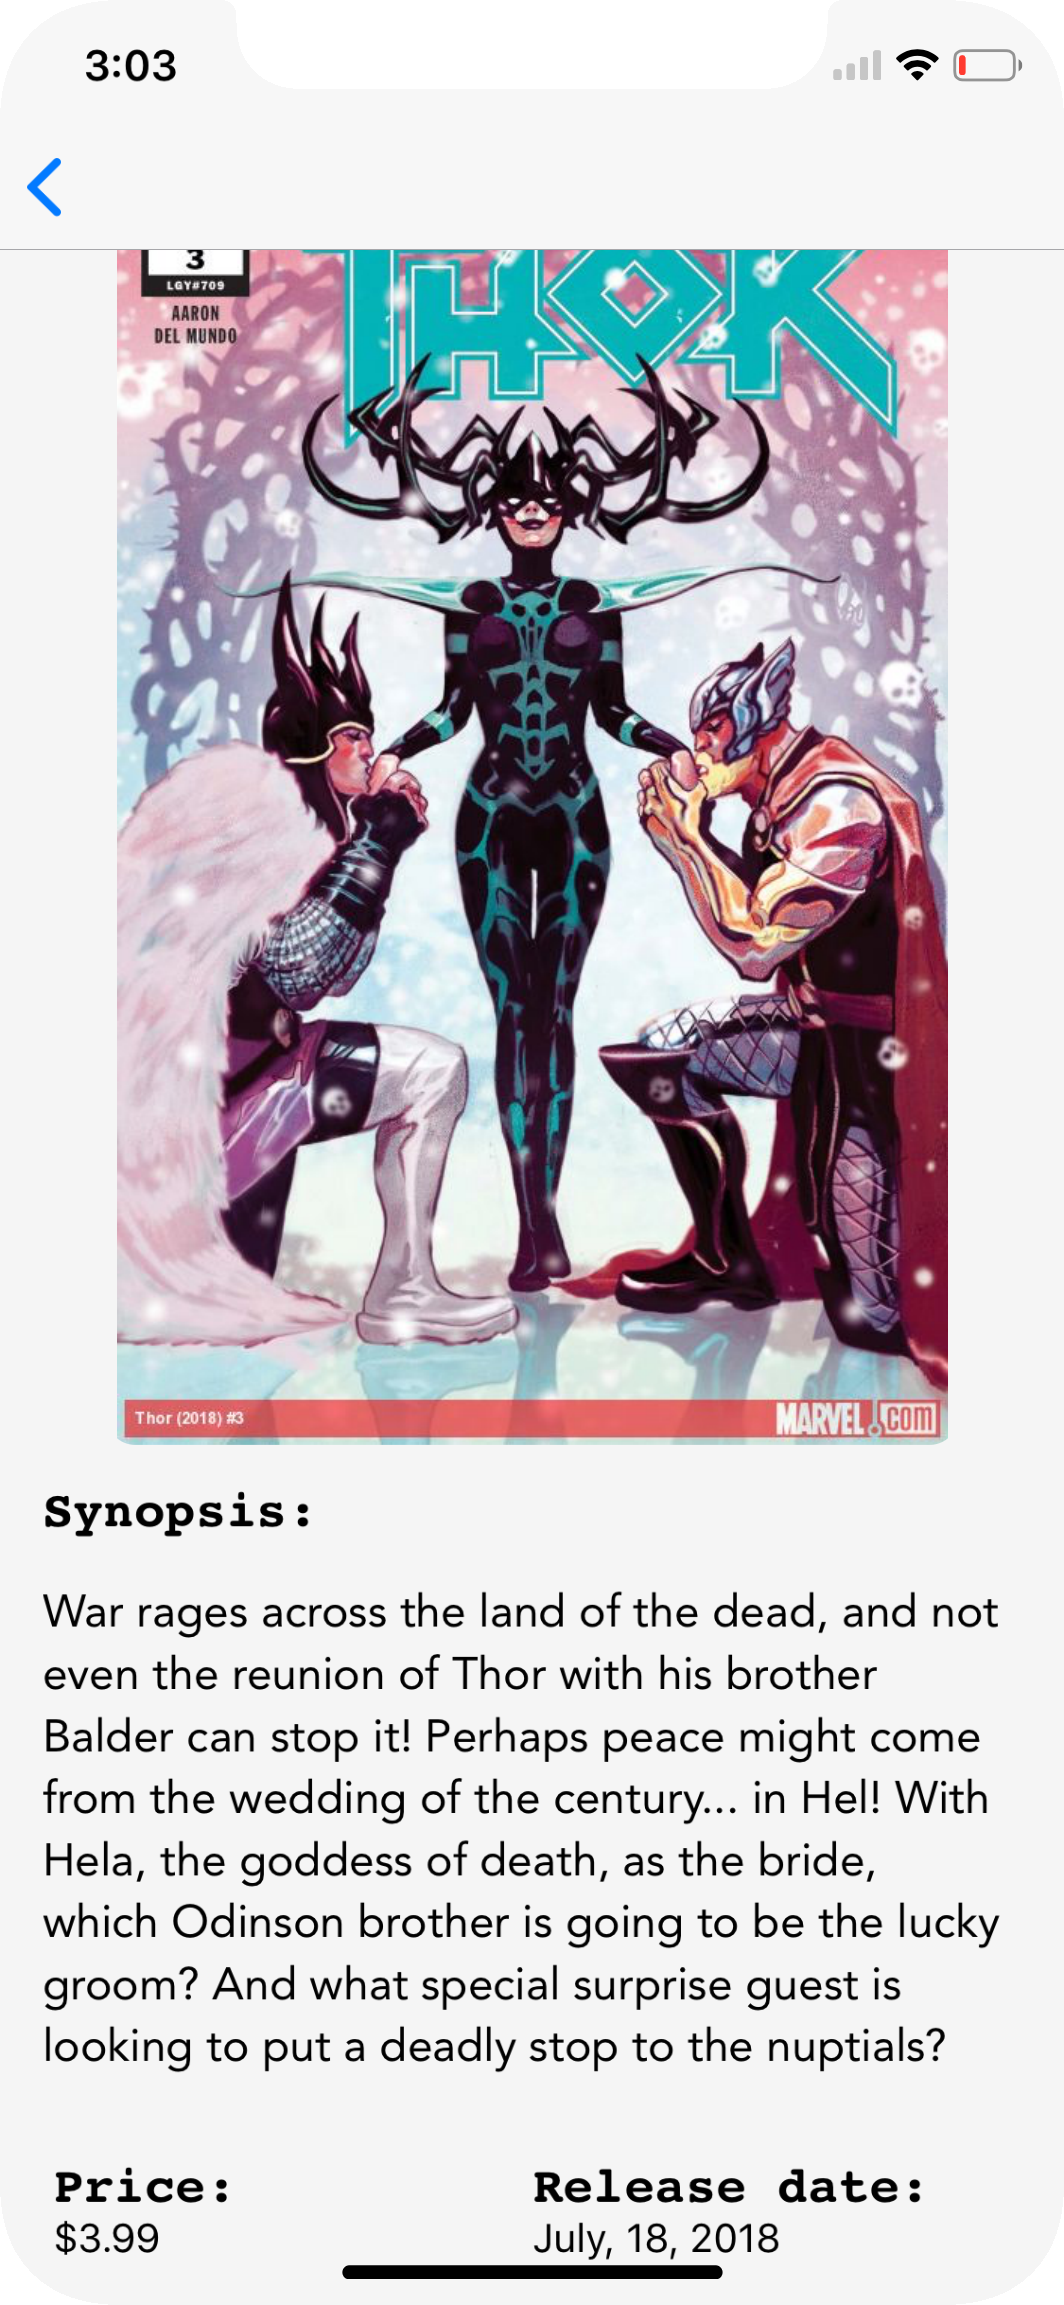 3:03
3
LGY#709
AARON
DEL MUNDO
THOR
Thor (2018) #3
MARVEL.com
Synopsis:
War rages across the land of the dead, and not
even the reunion of Thor with his brother
Balder can stop it! Perhaps peace might come
from the wedding of the century... in Hel! With
Hela, the goddess of death, as the bride,
which Odinson brother is going to be the lucky
groom? And what special surprise guest is
looking to put a deadly stop to the nuptials?
Price:
Release date:
$3.99
July, 18, 2018